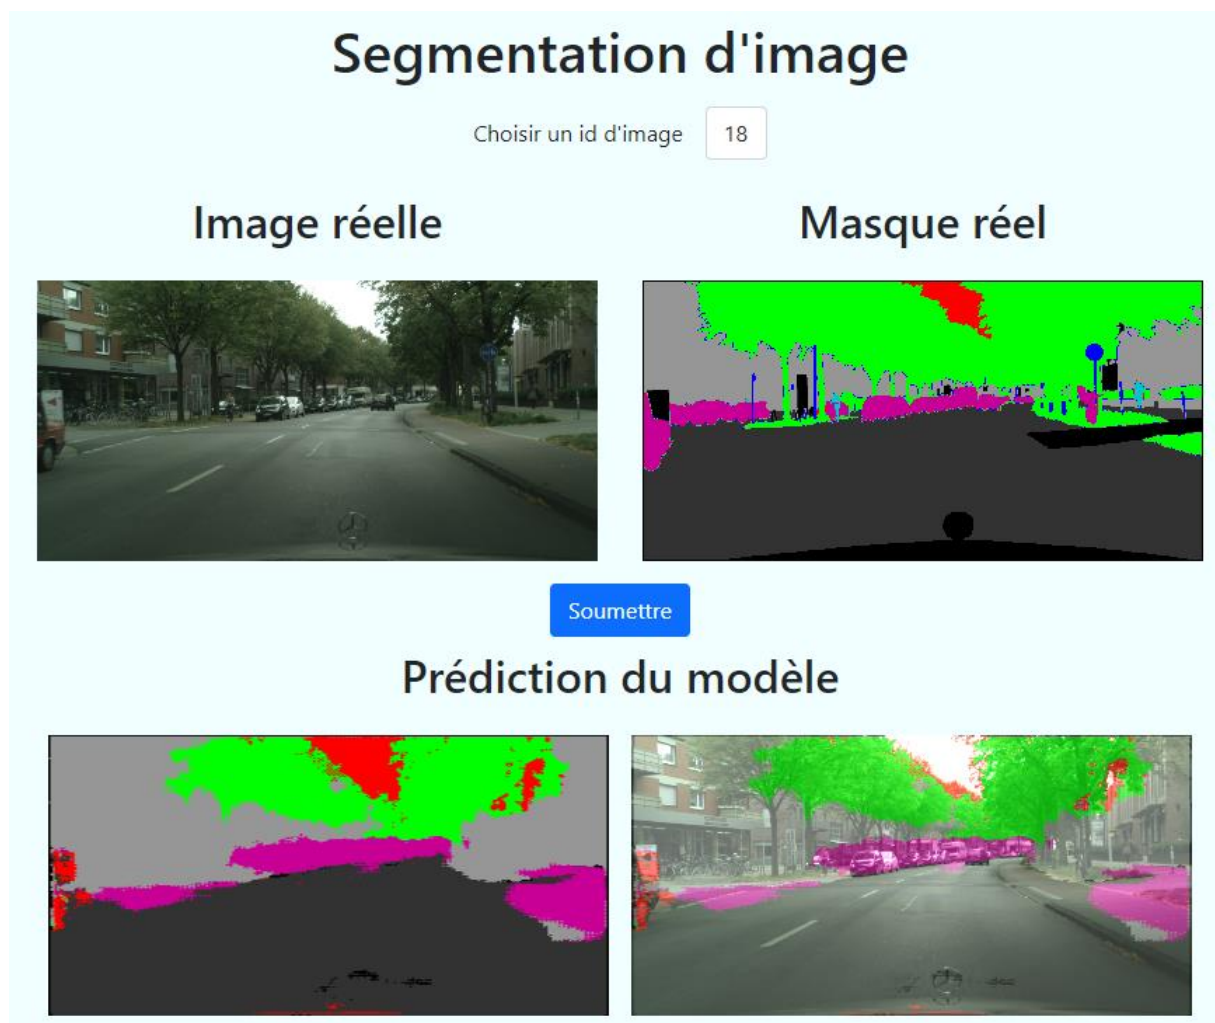 Segmentation d'image
Choisir un id d'image 18
Image réelle
Masque réel
Soumettre
Prédiction du modèle